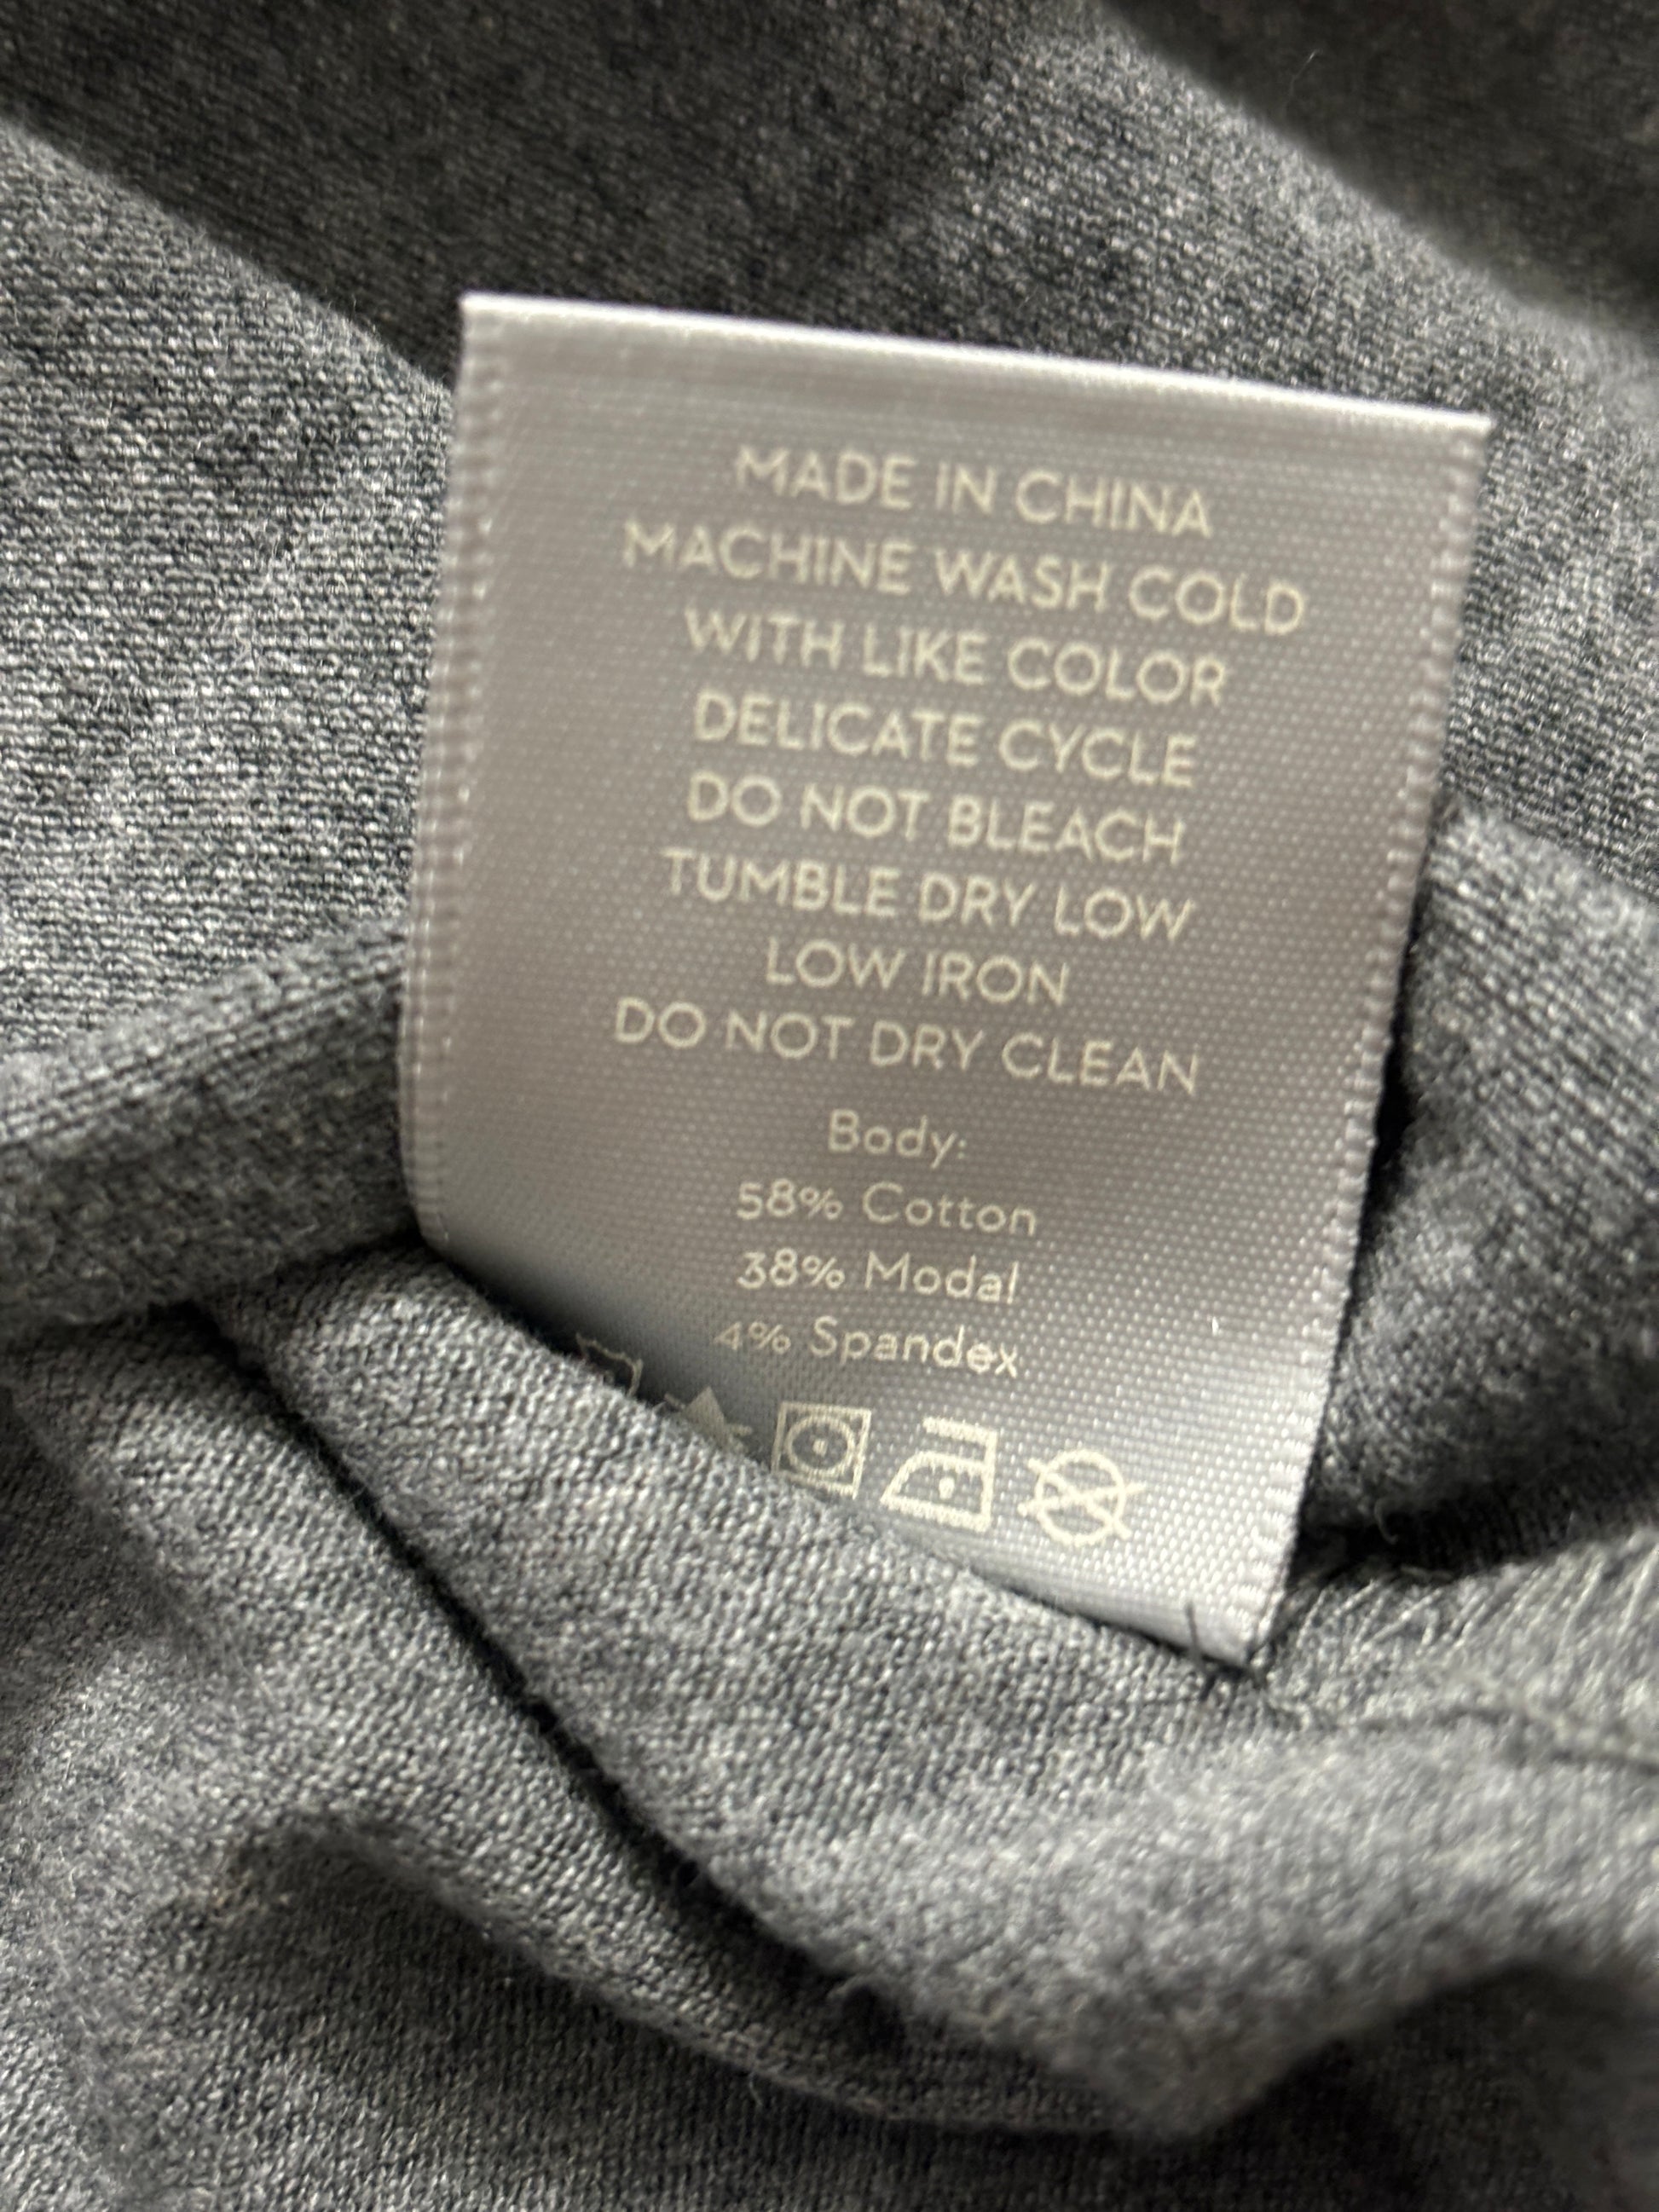 MADE IN CHINA
MACHINE WASH COLD
WITH LIKE COLOR
DELICATE CYCLE
DO NOT BLEACH
TUMBLE DRY LOW
LOW IRON
DO NOT DRY CLEAN
Body:
58% Cotton
38% Modal
4% Spandex